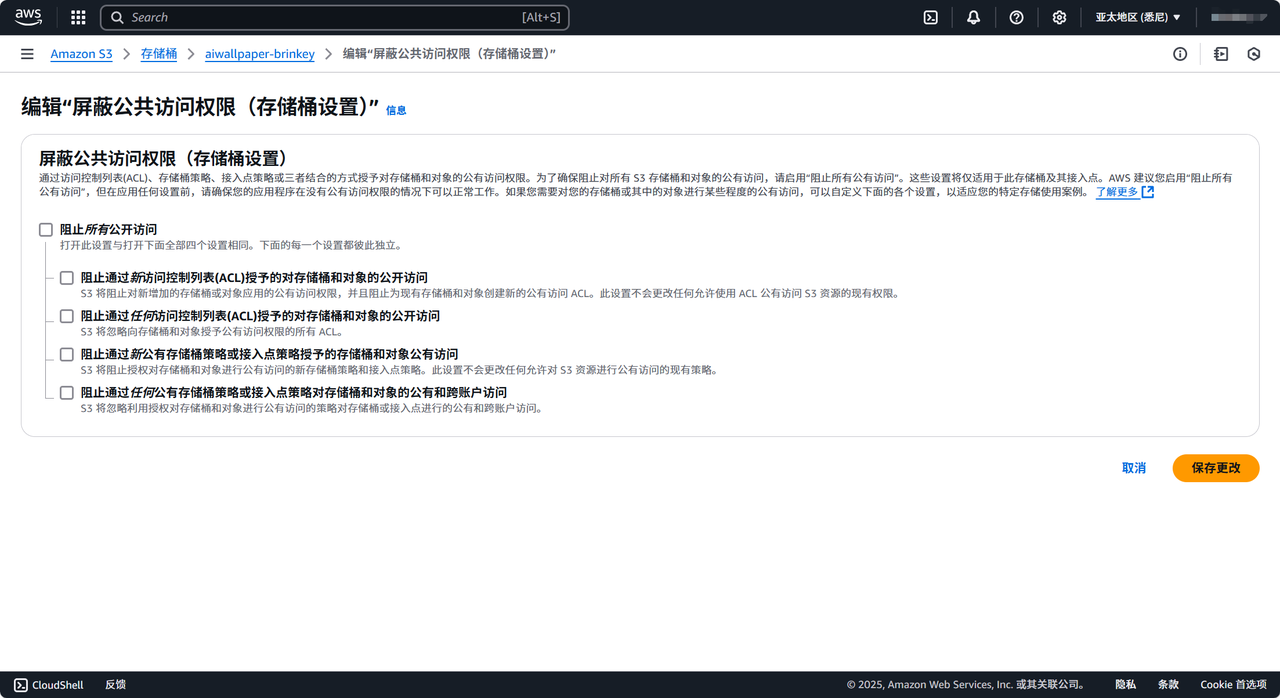 aws
Search
[Alt+S]
亚太地区 (悉尼) ▼
Amazon S3 > 存储桶 > aiwallpaper-brinkey > 编辑“屏蔽公共访问权限（存储桶设置）”
编辑“屏蔽公共访问权限（存储桶设置）” 信息
屏蔽公共访问权限（存储桶设置）
通过访问控制列表(ACL)、存储桶策略、接入点策略或三者结合的方式授予对存储桶和对象的公有访问权限。为了确保阻止对所有 S3 存储桶和对象的公有访问，请启用“阻止所有公有访问”。这些设置将仅适用于此存储桶及其接入点。AWS 建议您启用“阻止所有
公有访问”，但在应用任何设置前，请确保您的应用程序在没有公有访问权限的情况下可以正常工作。如果您需要对您的存储桶或其中的对象进行某些程度的公有访问，可以自定义下面的各个设置，以适应您的特定存储使用案例。 了解更多
阻止所有公开访问
打开此设置与打开下面全部四个设置相同。下面的每一个设置都彼此独立。
阻止通过新访问控制列表(ACL)授予的对存储桶和对象的公开访问
S3 将阻止对新增加的存储桶或对象应用的公有访问权限，并且阻止为现有存储桶和对象创建新的公有访问 ACL。此设置不会更改任何允许使用 ACL 公有访问 S3 资源的现有权限。
阻止通过任何访问控制列表(ACL)授予的对存储桶和对象的公开访问
S3 将忽略向存储桶和对象授予公有访问权限的所有 ACL。
阻止通过新公有存储桶策略或接入点策略授予的存储桶和对象公有访问
S3 将阻止授权对存储桶和对象进行公有访问的新存储桶策略和接入点策略。此设置不会更改任何允许对 S3 资源进行公有访问的现有策略。
阻止通过任何公有存储桶策略或接入点策略对存储桶和对象的公有和跨账户访问
S3 将忽略利用授权对存储桶和对象进行公有访问的策略对存储桶或接入点进行的公有和跨账户访问。
取消
保存更改
CloudShell
反馈
© 2025, Amazon Web Services, Inc. 或其关联公司。
隐私
条款
Cookie 首选项